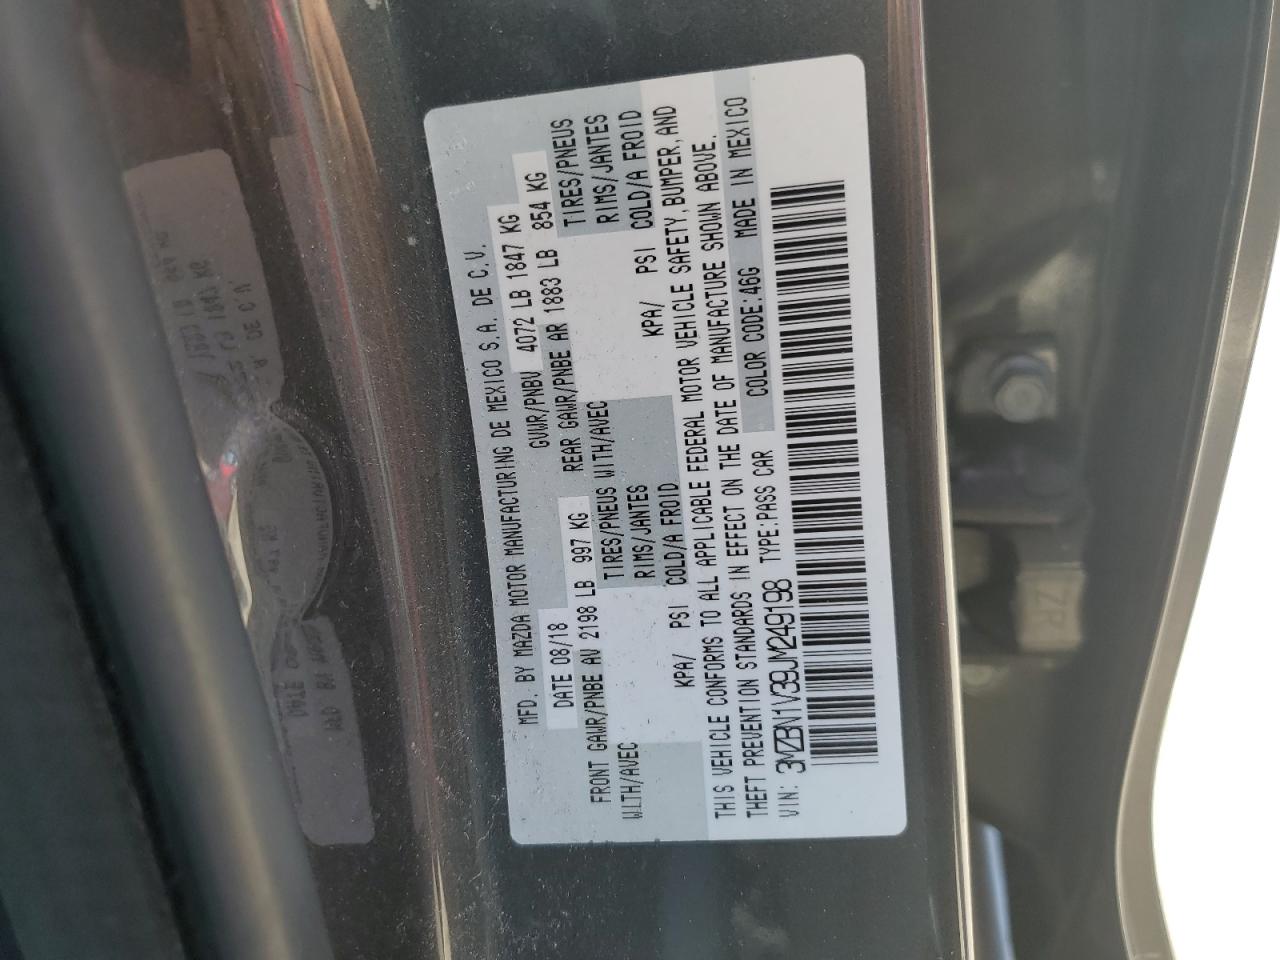 MFD. BY MAZDA MOTOR MANUFACTURING DE MEXICO S.A. DE C.V.
DATE 08/18 GVWR/PNBV 4072 LB 1847 KG
FRONT GAWR/PNBE AV 2198 LB 997 KG REAR GAWR/PNBE AR 1883 LB 854 KG
WITH/AVEC TIRES/PNEUS WITH/AVEC TIRES/PNEUS
RIMS/JANTES RIMS/JANTES
KPA/ PSI COLD/A FROID KPA/ PSI COLD/A FROID
THIS VEHICLE CONFORMS TO ALL APPLICABLE FEDERAL MOTOR VEHICLE SAFETY, BUMPER, AND
THEFT PREVENTION STANDARDS IN EFFECT ON THE DATE OF MANUFACTURE SHOWN ABOVE.
COLOR CODE:46G MADE IN MEXICO
VIN: 3MZBN1V39JM249198 TYPE:PASS CAR